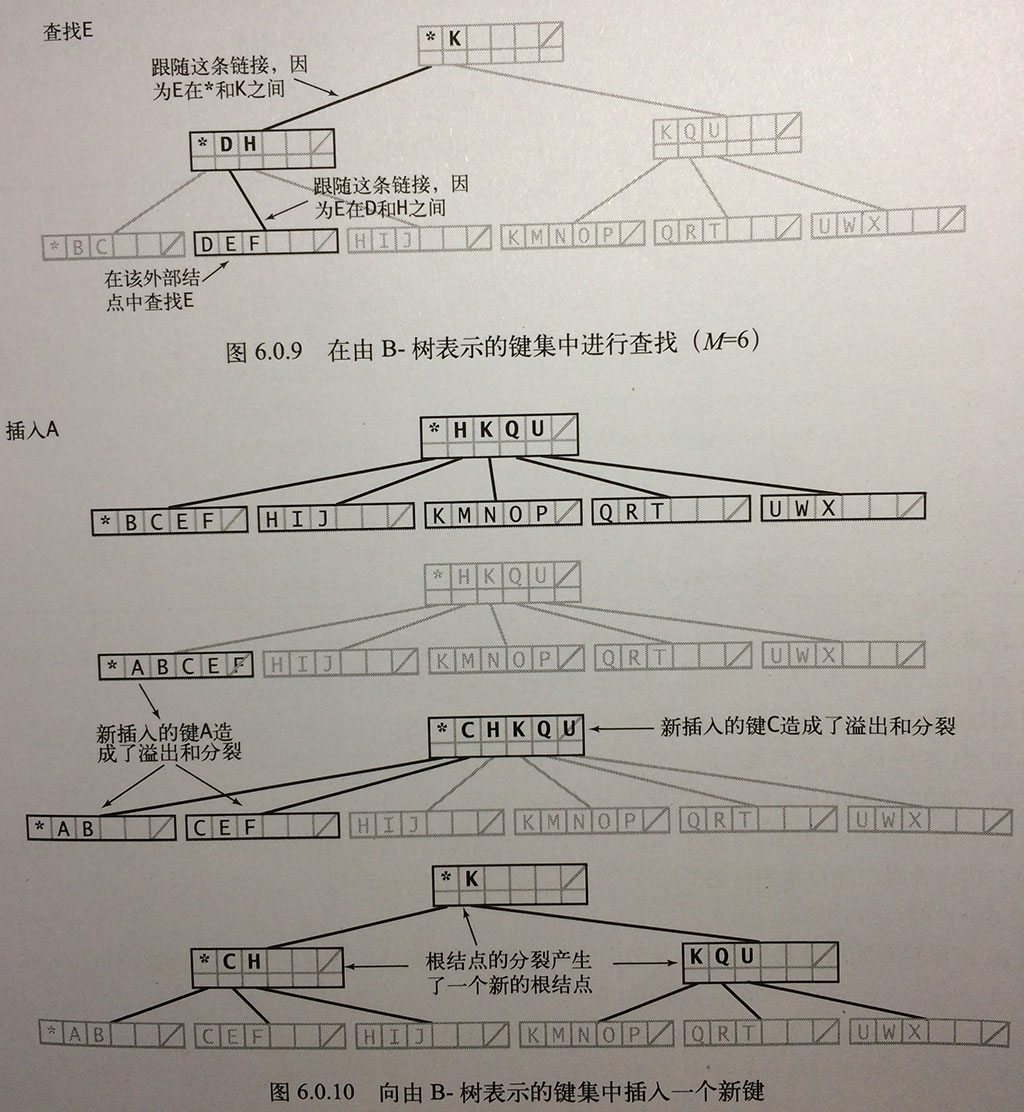 查找E
* K
跟随这条链接，因
为E在*和K之间
* D H
K Q U
跟随这条链接，因
为E在D和H之间
* B C
D E F
H I J
K M N O P
Q R T
U W X
在该外部结
点中查找E
图 6.0.9 在由 B- 树表示的键集中进行查找（M=6）
插入A
* H K Q U
* B C E F
H I J
K M N O P
Q R T
U W X
* H K Q U
* A B C E F
H I J
K M N O P
Q R T
U W X
新插入的键A造
成了溢出和分裂
* C H K Q U
新插入的键C造成了溢出和分裂
* A B
C E F
H I J
K M N O P
Q R T
U W X
* K
根结点的分裂产生
了一个新的根结点
* C H
K Q U
* A B
C E F
H I J
K M N O P
Q R T
U W X
图 6.0.10 向由 B- 树表示的键集中插入一个新键